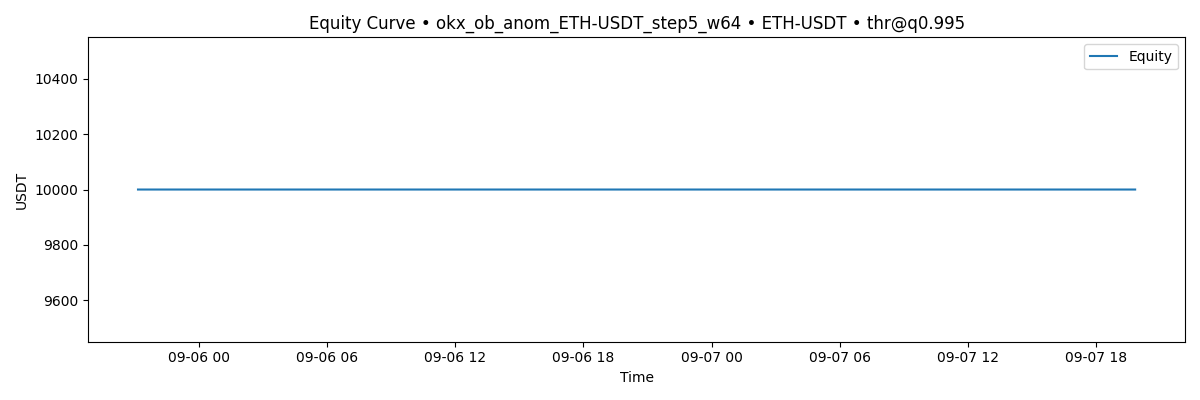 Equity Curve • okx_ob_anom_ETH-USDT_step5_w64 • ETH-USDT • thr@q0.995
Equity
10400
10200
10000
9800
9600
USDT
09-06 00 09-06 06 09-06 12 09-06 18 09-07 00 09-07 06 09-07 12 09-07 18
Time